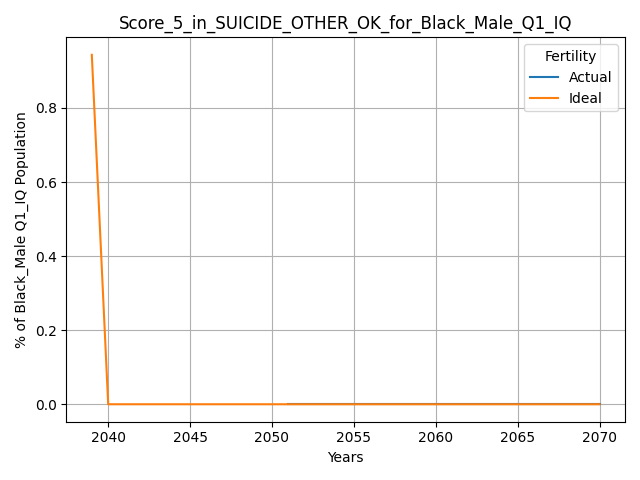 Score_5_in_SUICIDE_OTHER_OK_for_Black_Male_Q1_IQ
Fertility
Actual
Ideal
% of Black_Male Q1_IQ Population
0.8
0.6
0.4
0.2
0.0
2040 2045 2050 2055 2060 2065 2070
Years